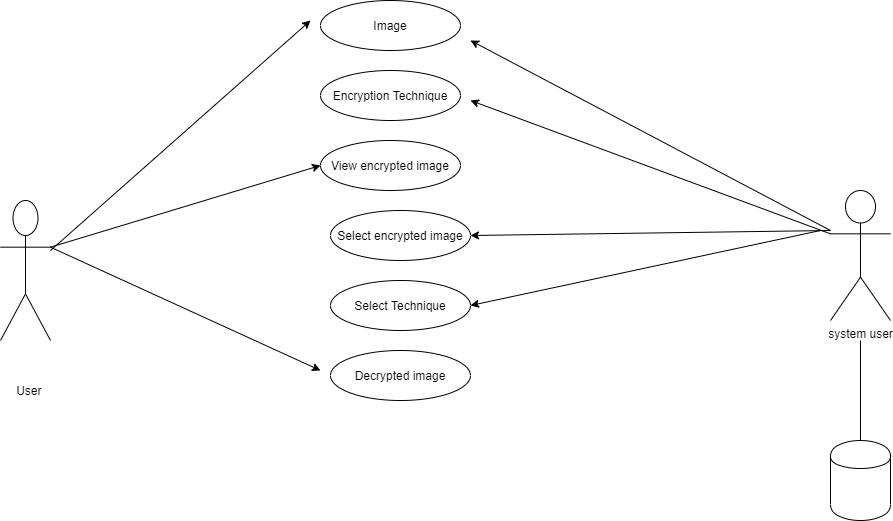 Image
Encryption Technique
View encrypted image
Select encrypted image
Select Technique
system user
Decrypted image
User